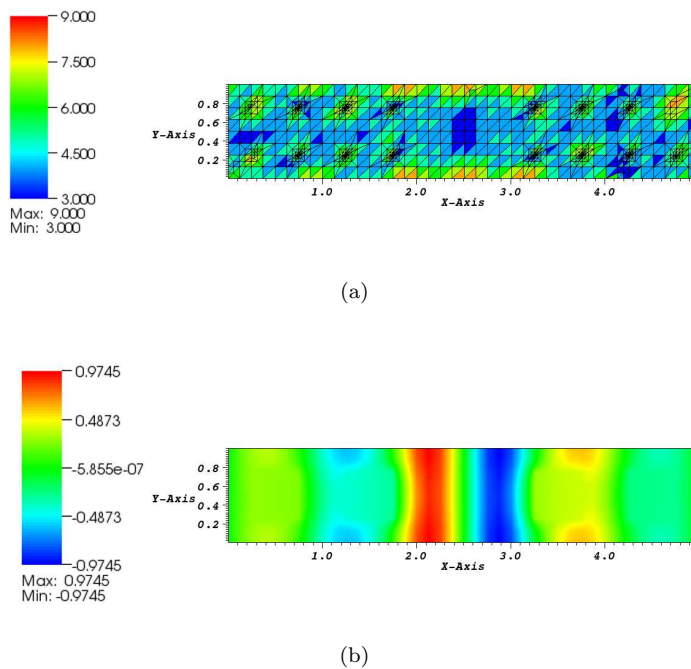 9.000
7.500
6.000
4.500
3.000
Max: 9.000
Min: 3.000
0.8
0.6
Y-Axis
0.4
0.2
1.0 2.0 3.0 4.0
X-Axis
(a)
0.9745
0.4873
-5.855e-07
-0.4873
-0.9745
Max: 0.9745
Min: -0.9745
0.8
0.6
Y-Axis
0.4
0.2
1.0 2.0 3.0 4.0
X-Axis
(b)